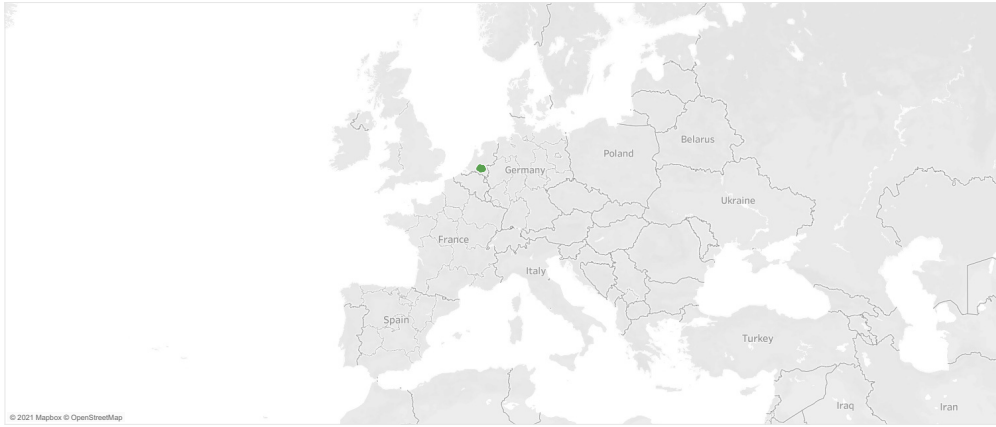 Belarus
Poland
Germany
Ukraine
France
Italy
Spain
Turkey
Iraq
Iran
© 2021 Mapbox © OpenStreetMap